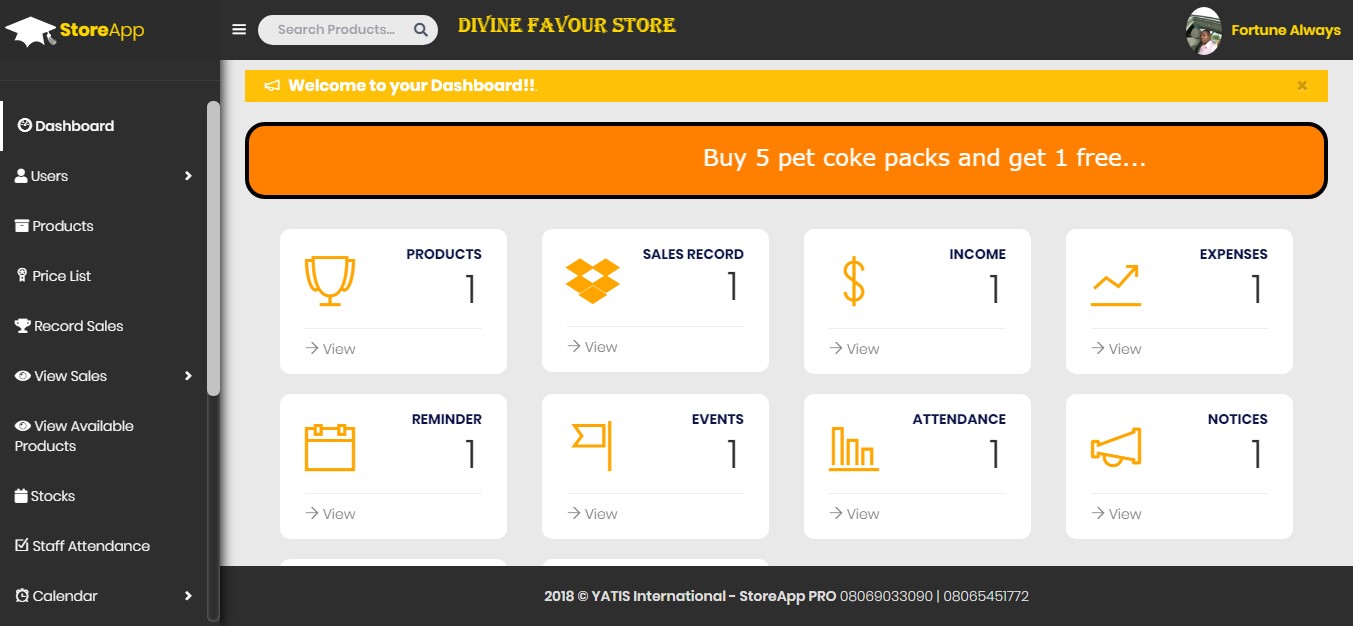 StoreApp
Search Products...
DIVINE FAVOUR STORE
Fortune Always
Welcome to your Dashboard!!.
×
Buy 5 pet coke packs and get 1 free...
Dashboard
Users
Products
Price List
Record Sales
View Sales
View Available
Products
Stocks
Staff Attendance
Calendar
PRODUCTS
1
View
SALES RECORD
1
View
INCOME
1
View
EXPENSES
1
View
REMINDER
1
View
EVENTS
1
View
ATTENDANCE
1
View
NOTICES
1
View
2018 © YATIS International - StoreApp PRO 08069033090 | 08065451772